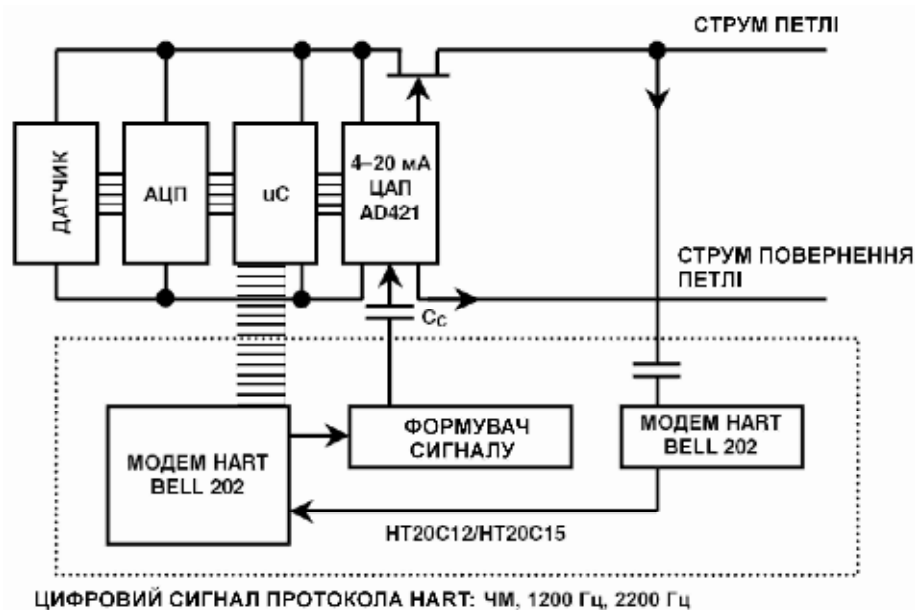 СТРУМ ПЕТЛІ
ДАТЧИК
АЦП
uC
4–20 мА
ЦАП
AD421
СТРУМ ПОВЕРНЕННЯ
ПЕТЛІ
Cc
МОДЕМ HART
BELL 202
ФОРМУВАЧ
СИГНАЛУ
МОДЕМ HART
BELL 202
HT20C12/HT20C15
ЦИФРОВИЙ СИГНАЛ ПРОТОКОЛА HART: ЧМ, 1200 Гц, 2200 Гц